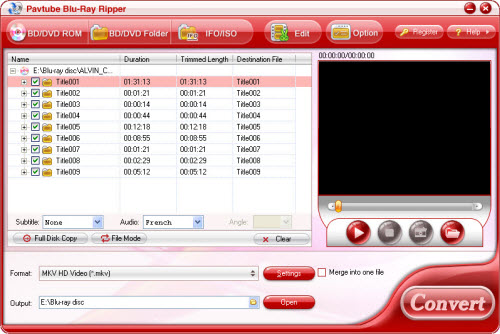 Pavtube Blu-Ray Ripper
BD/DVD ROM BD/DVD Folder IFO/ISO Edit Option Register Help
Name Duration Trimmed Length Destination File
E:\Blu-ray disc\ALVIN_C...
Title001 01:31:13 01:31:13 Title001
Title002 00:01:21 00:01:21 Title002
Title003 00:00:14 00:00:14 Title003
Title004 00:00:44 00:00:44 Title004
Title005 00:12:18 00:12:18 Title005
Title006 00:08:55 00:08:55 Title006
Title007 00:01:21 00:01:21 Title007
Title008 00:02:29 00:02:29 Title008
Title009 00:05:12 00:05:12 Title009
00:00:00/00:00:00
Subtitle: None Audio: French Angle:
Full Disk Copy File Mode Clear
Format: MKV HD Video (*.mkv) Settings Merge into one file
Output: E:\Blu-ray disc Open
Convert